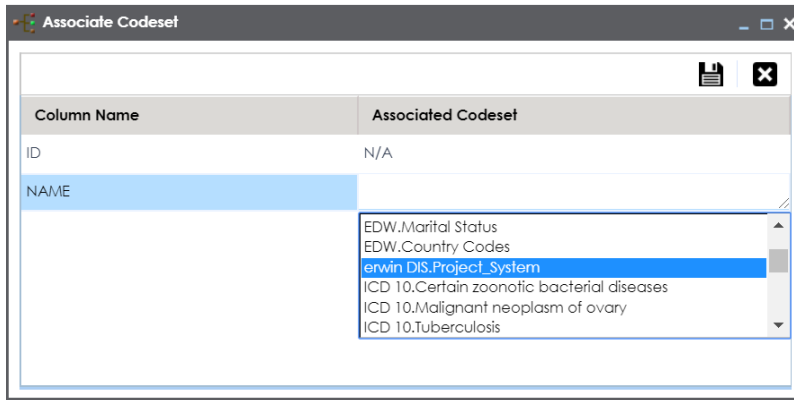 Associate Codeset
Column Name Associated Codeset
ID N/A
NAME
EDW.Marital Status
EDW.Country Codes
erwin DIS.Project_System
ICD 10.Certain zoonotic bacterial diseases
ICD 10.Malignant neoplasm of ovary
ICD 10.Tuberculosis